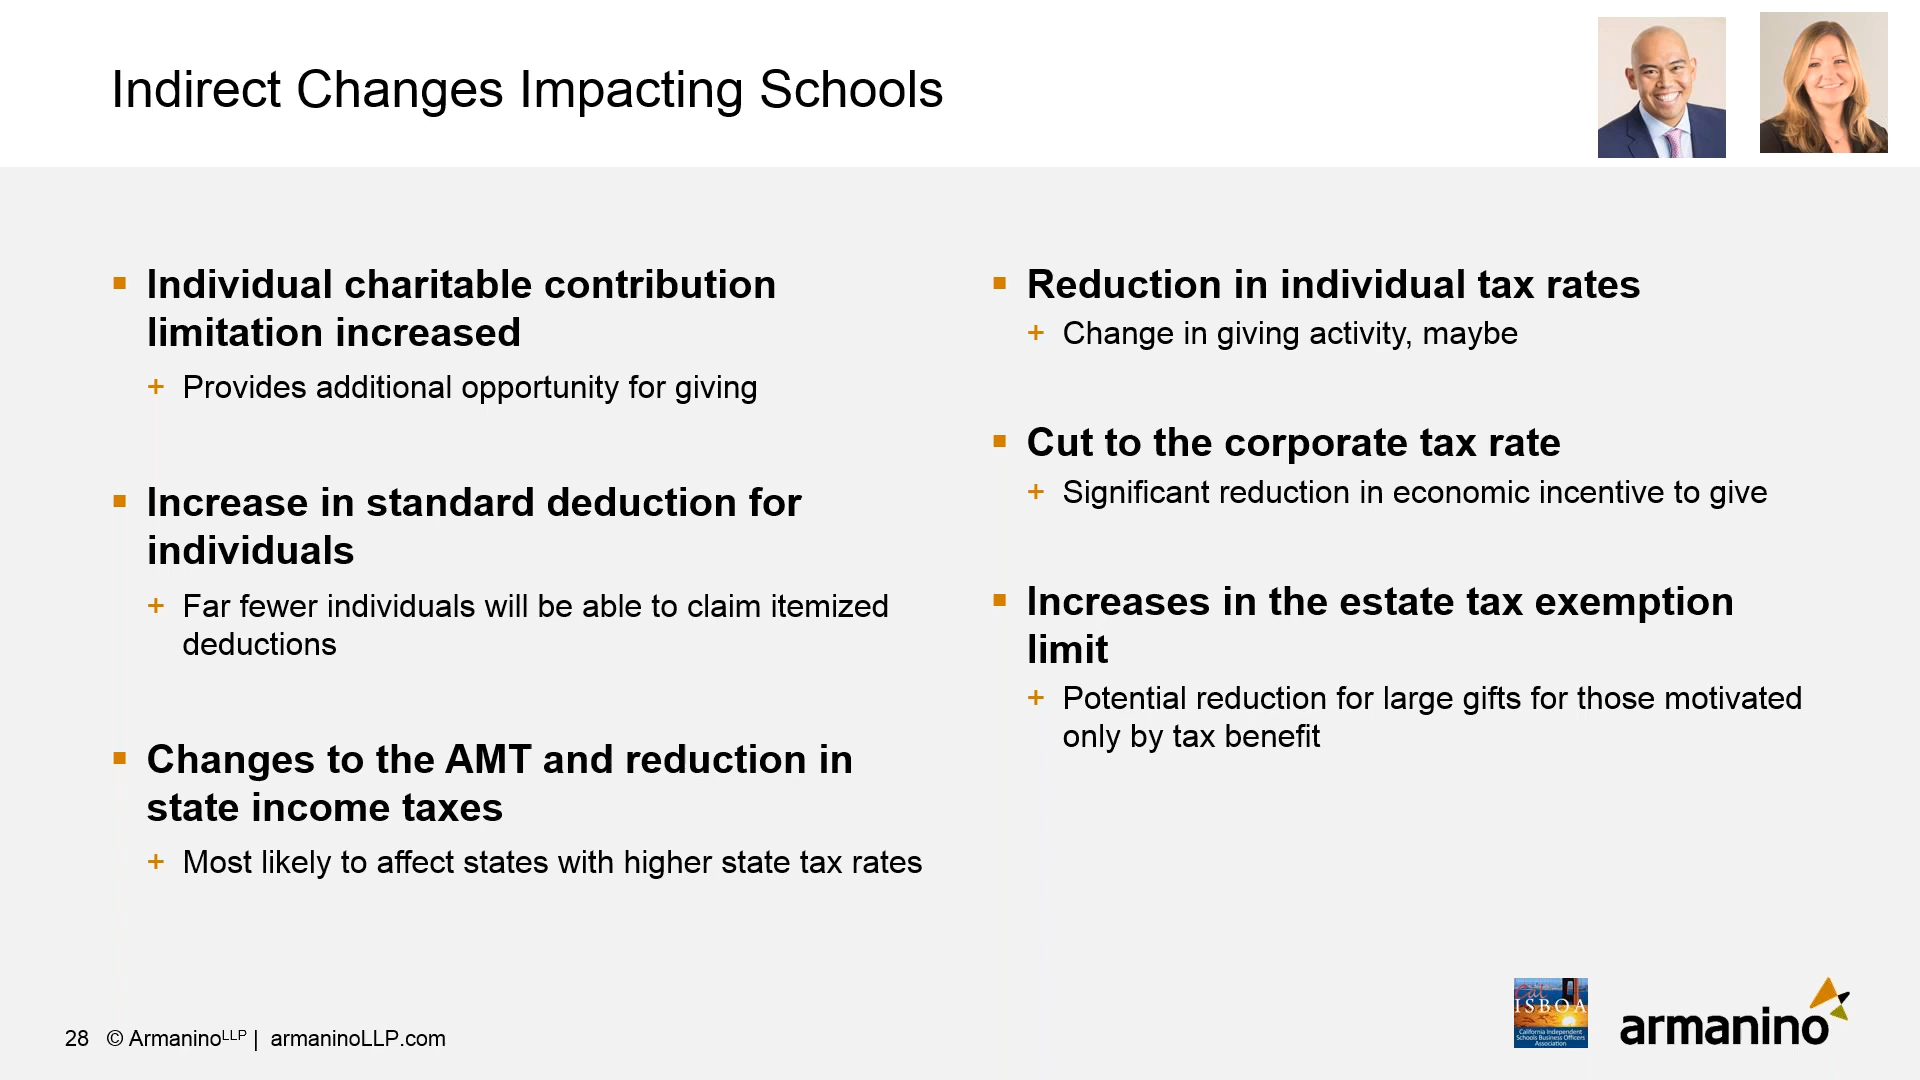 Indirect Changes Impacting Schools
▪ Individual charitable contribution
limitation increased
+ Provides additional opportunity for giving
▪ Increase in standard deduction for
individuals
+ Far fewer individuals will be able to claim itemized
deductions
▪ Changes to the AMT and reduction in
state income taxes
+ Most likely to affect states with higher state tax rates
▪ Reduction in individual tax rates
+ Change in giving activity, maybe
▪ Cut to the corporate tax rate
+ Significant reduction in economic incentive to give
▪ Increases in the estate tax exemption
limit
+ Potential reduction for large gifts for those motivated
only by tax benefit
28 © ArmaninoLLP | armaninoLLP.com
Cal
ISBOA
California Independent
Schools Business Officers
Association
armanino